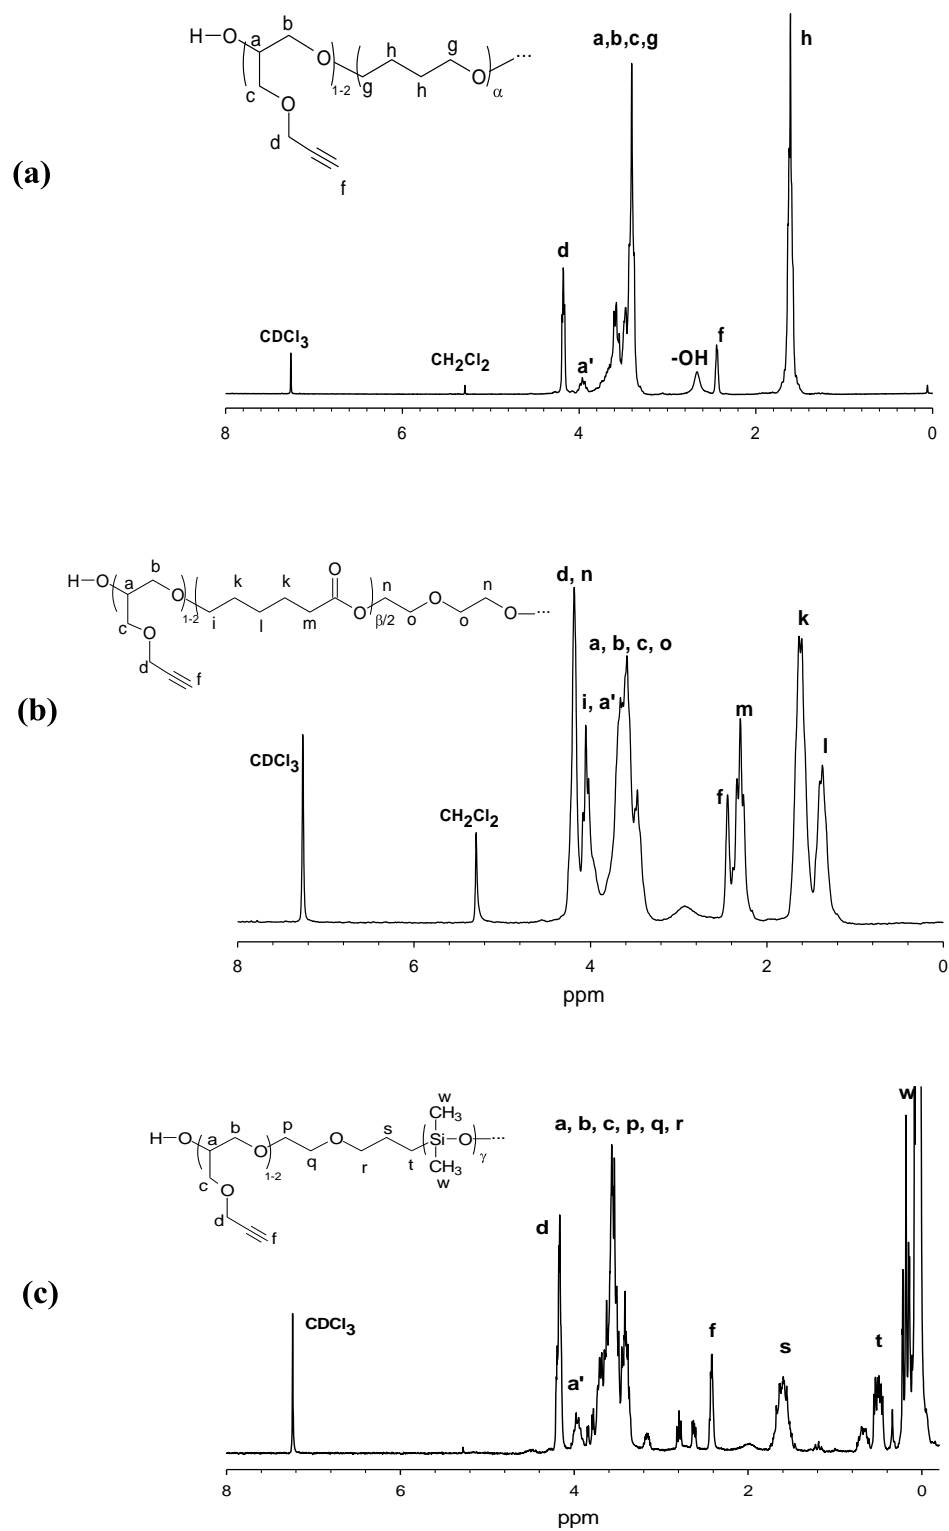 H O a b O 1-2 g h h g O α ...
c O
d
f
(a)
a,b,c,g
h
d
CDCl3
CH2Cl2
a'
-OH
f
8 6 4 2 0
O
H O a b O 1-2 i k l k m O β/2 n o O o n O ...
c O
d f
(b)
d, n
a, b, c, o
i, a'
k
m
l
f
CDCl3
CH2Cl2
8 6 4 2 0
ppm
w
CH3
H O a b O 1-2 p q O r s t Si O γ ...
CH3
w
c O
d f
(c)
a, b, c, p, q, r
w
d
CDCl3
a'
f
s
t
8 6 4 2 0
ppm